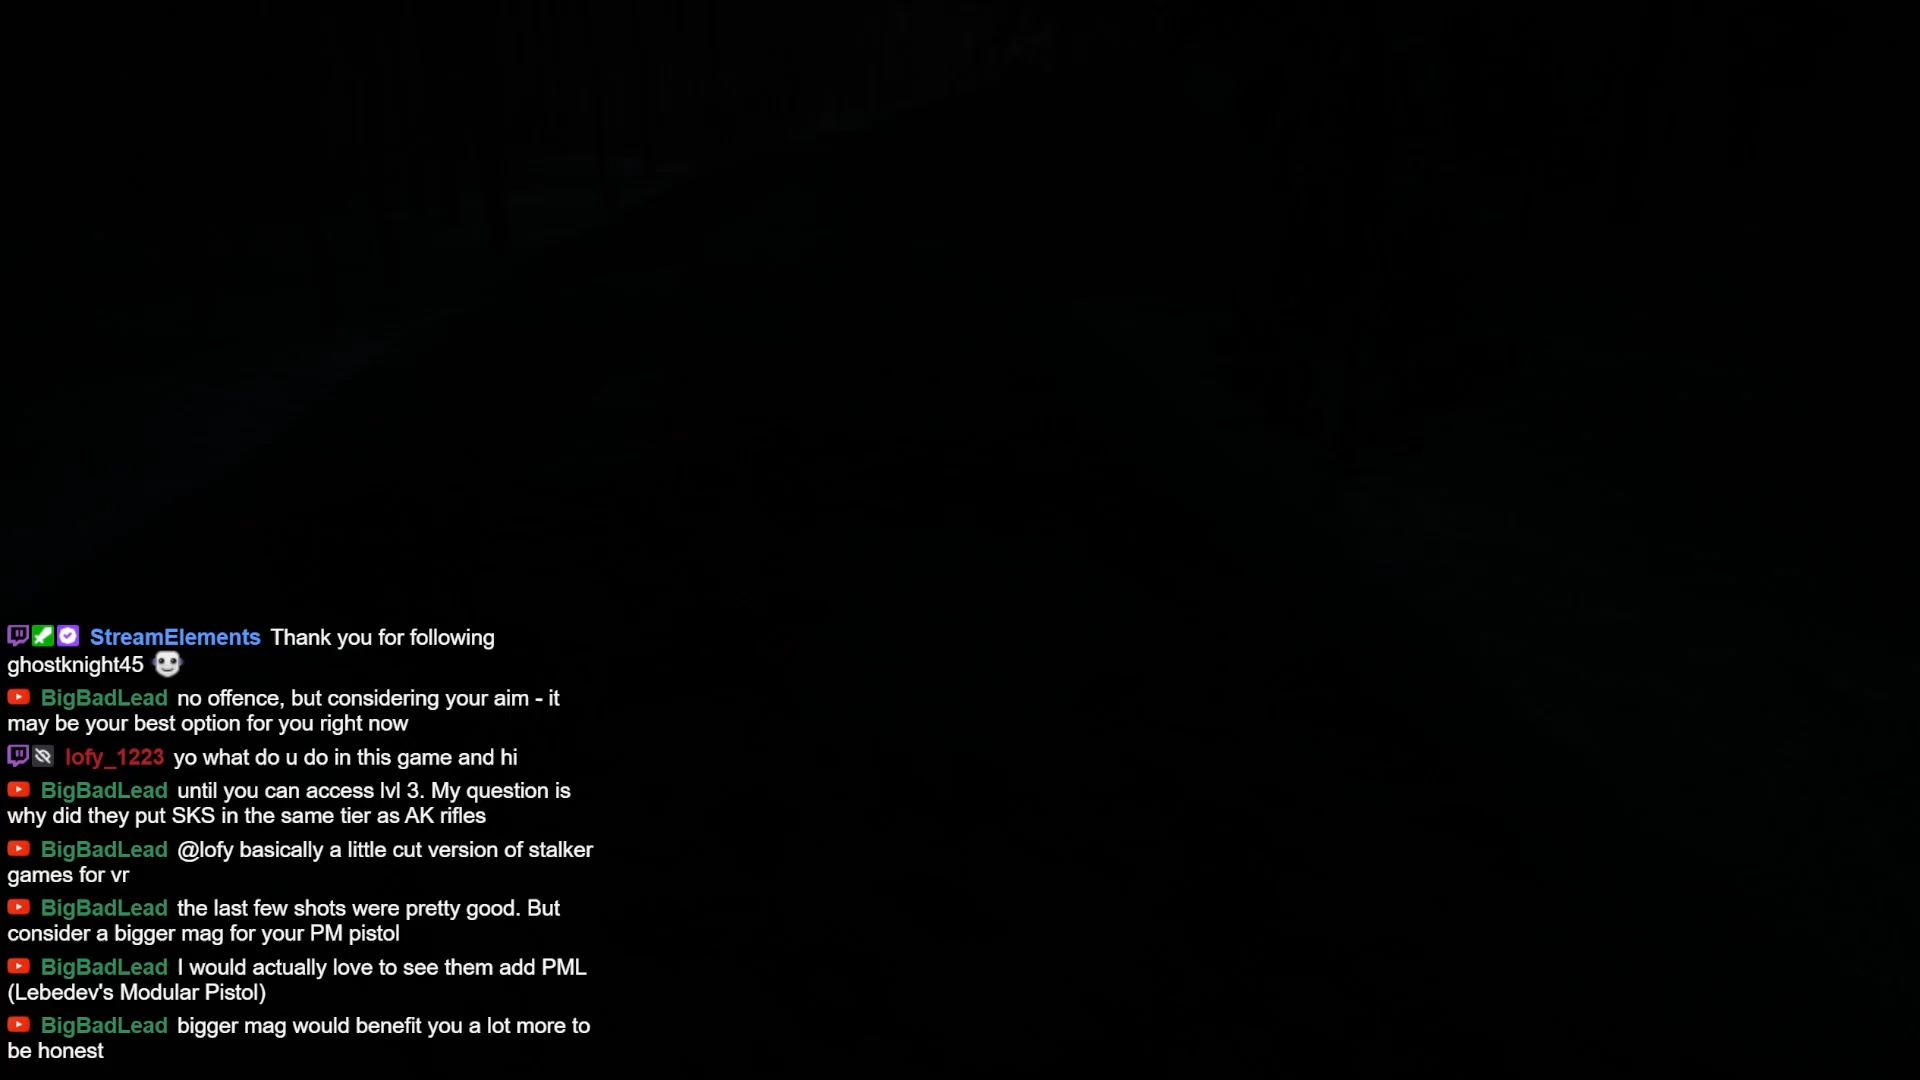 StreamElements Thank you for following
ghostknight45
BigBadLead no offence, but considering your aim - it
may be your best option for you right now
lofy_1223 yo what do u do in this game and hi
BigBadLead until you can access lvl 3. My question is
why did they put SKS in the same tier as AK rifles
BigBadLead @lofy basically a little cut version of stalker
games for vr
BigBadLead the last few shots were pretty good. But
consider a bigger mag for your PM pistol
BigBadLead I would actually love to see them add PML
(Lebedev's Modular Pistol)
BigBadLead bigger mag would benefit you a lot more to
be honest